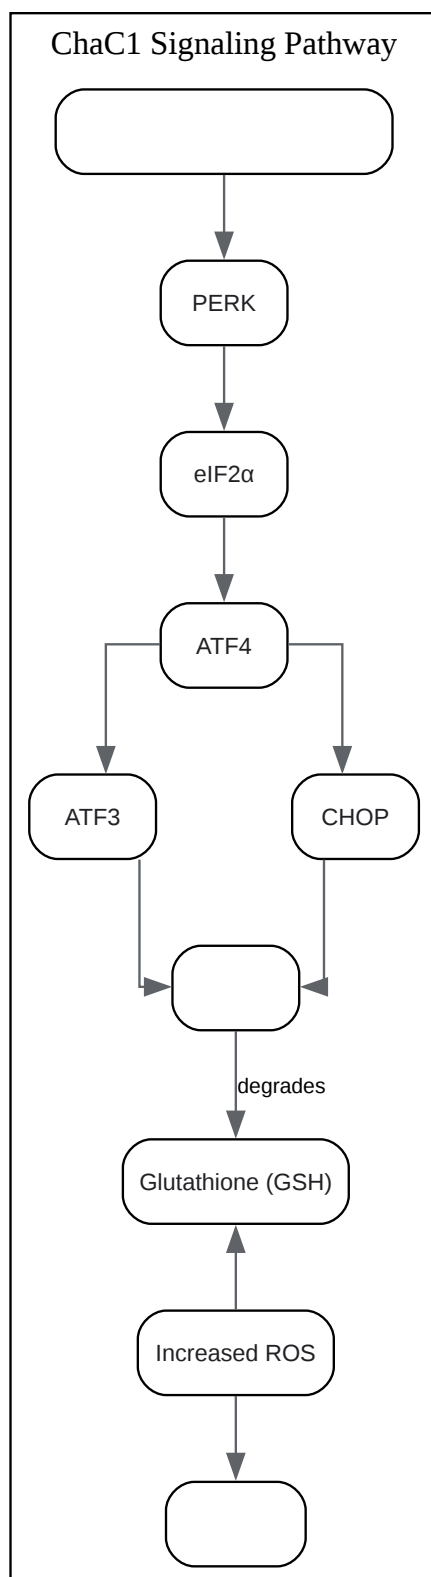 ChaC1 Signaling Pathway
PERK
eIF2α
ATF4
ATF3
CHOP
degrades
Glutathione (GSH)
Increased ROS